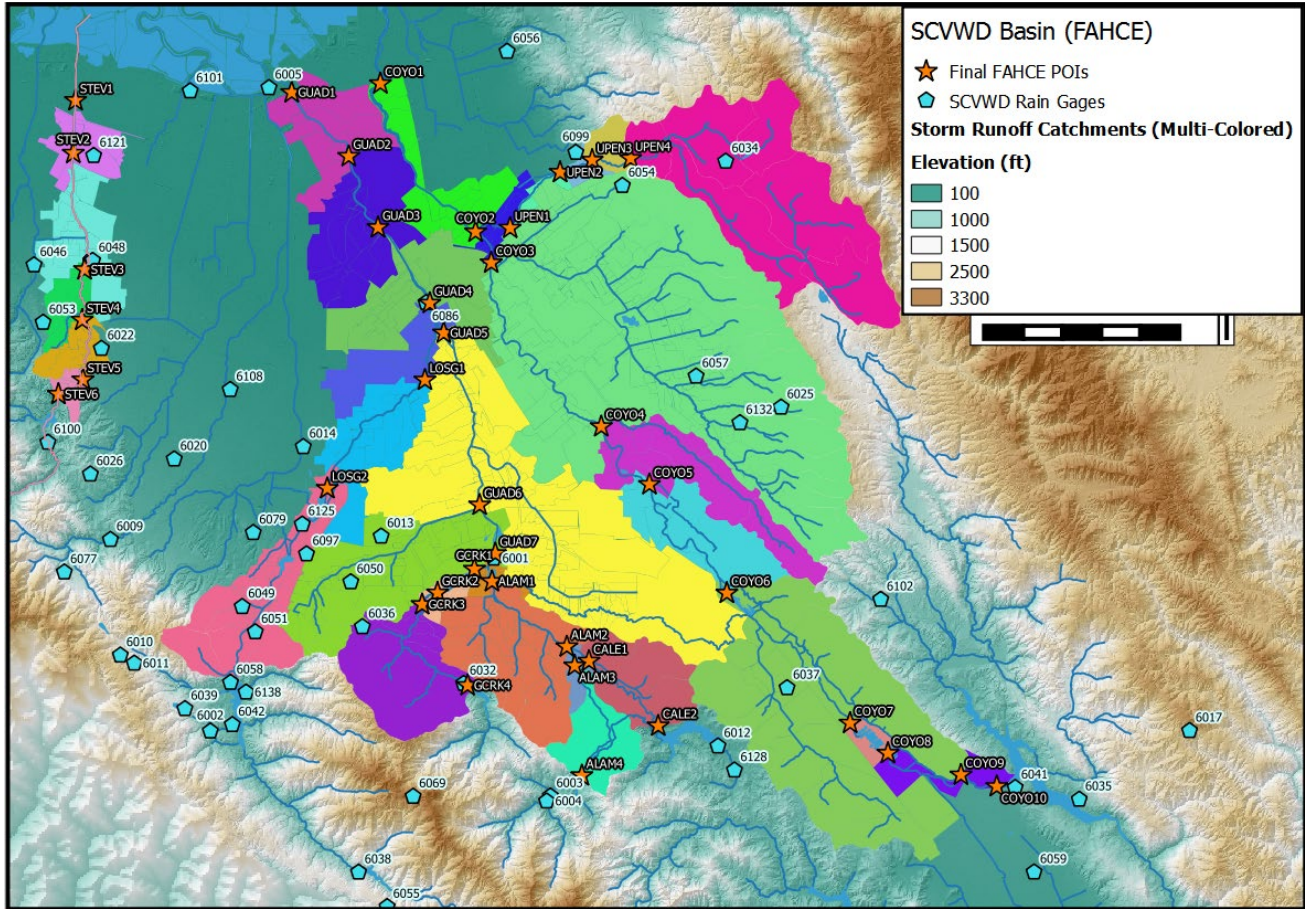 SCVWD Basin (FAHCE)
Final FAHCE POIs
SCVWD Rain Gages
Storm Runoff Catchments (Multi-Colored)
Elevation (ft)
100
1000
1500
2500
3300
6056
COYO1
6101
6005
GUAD1
STEV1
STEV2
6121
GUAD2
6099
UPEN3
UPEN4
6034
UPEN2
6054
GUAD3
COYO2
UPEN1
COYO3
6046
6048
STEV3
GUAD4
6053
STEV4
6086
GUAD5
6022
STEV5
LOSG1
6057
STEV6
6108
6025
6132
COYO4
6100
6014
6020
6026
LOSG2
COYO5
GUAD6
6125
6079
6013
6009
6097
GUAD7
6001
GCRK1
6077
6050
ALAM1
GCRK2
COYO6
GCRK3
6102
6049
6036
6051
ALAM2
6010
CALE1
6011
ALAM3
6058
6032
GCRK4
6037
6138
6039
6002
6042
CALE2
COYO7
6017
6012
COYO8
6128
ALAM4
COYO9
6003
6004
6069
6041
COYO10
6035
6038
6059
6055